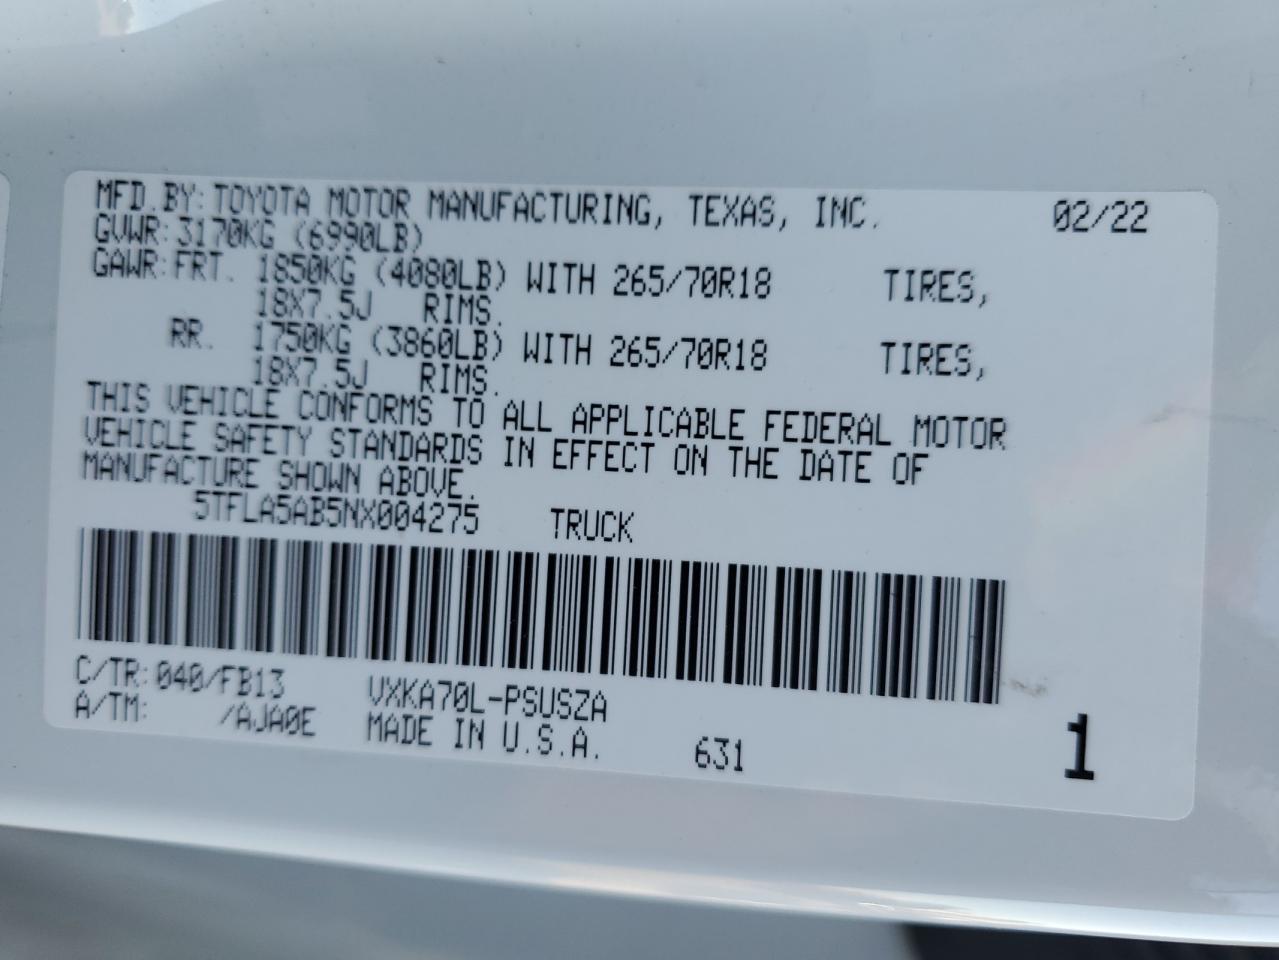 MFD.BY: TOYOTA MOTOR MANUFACTURING, TEXAS, INC. 02/22
GVWR: 3170KG (6990LB)
GAWR: FRT. 1850KG (4080LB) WITH 265/70R18 TIRES,
18X7.5J RIMS.
RR. 1750KG (3860LB) WITH 265/70R18 TIRES,
18X7.5J RIMS.
THIS VEHICLE CONFORMS TO ALL APPLICABLE FEDERAL MOTOR
VEHICLE SAFETY STANDARDS IN EFFECT ON THE DATE OF
MANUFACTURE SHOWN ABOVE.
5TFLA5AB5NX004275 TRUCK
C/TR: 040/FB13 VXKA70L-PSUSZA
A/TM: /AJA0E MADE IN U.S.A. 631 1